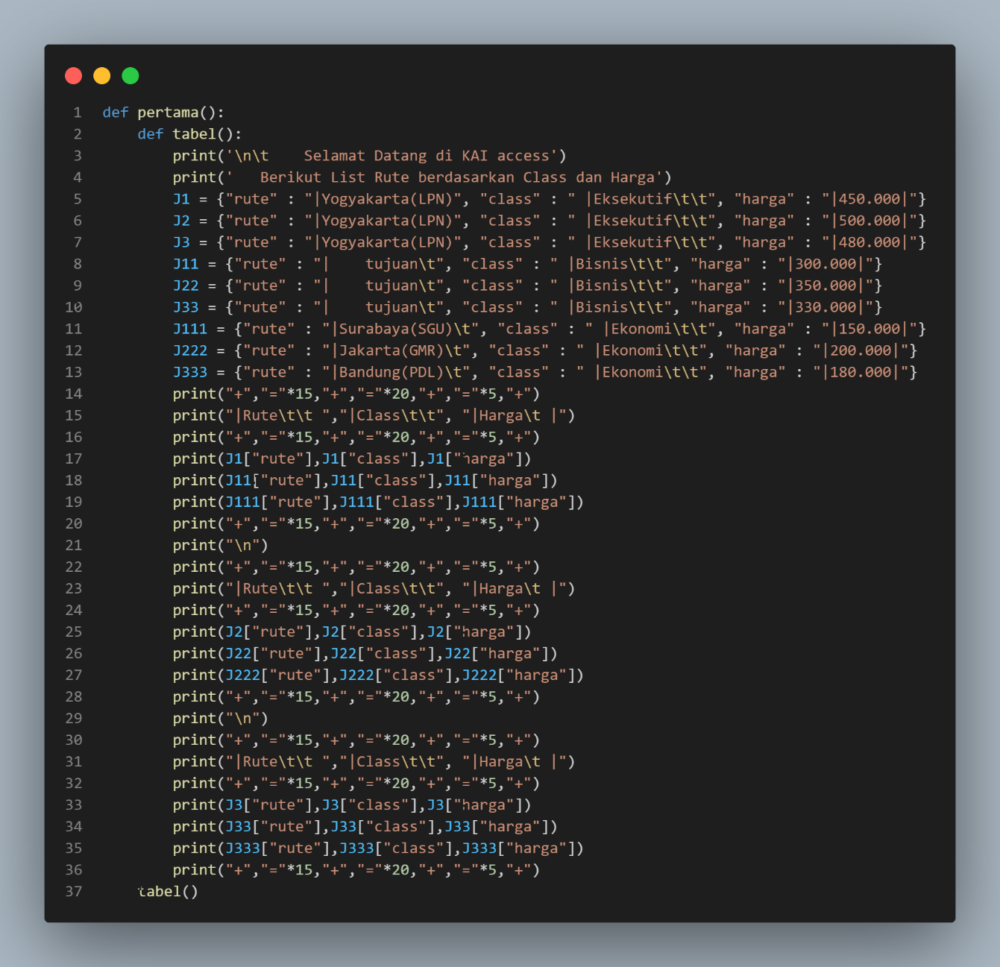 1 def pertama():
2     def tabel():
3         print('\n\t    Selamat Datang di KAI access')
4         print('   Berikut List Rute berdasarkan Class dan Harga')
5         J1 = {"rute" : "|Yogyakarta(LPN)", "class" : " |Eksekutif\t\t", "harga" : "|450.000|"}
6         J2 = {"rute" : "|Yogyakarta(LPN)", "class" : " |Eksekutif\t\t", "harga" : "|500.000|"}
7         J3 = {"rute" : "|Yogyakarta(LPN)", "class" : " |Eksekutif\t\t", "harga" : "|480.000|"}
8         J11 = {"rute" : "|    tujuan\t", "class" : " |Bisnis\t\t", "harga" : "|300.000|"}
9         J22 = {"rute" : "|    tujuan\t", "class" : " |Bisnis\t\t", "harga" : "|350.000|"}
10         J33 = {"rute" : "|    tujuan\t", "class" : " |Bisnis\t\t", "harga" : "|330.000|"}
11         J111 = {"rute" : "|Surabaya(SGU)\t", "class" : " |Ekonomi\t\t", "harga" : "|150.000|"}
12         J222 = {"rute" : "|Jakarta(GMR)\t", "class" : " |Ekonomi\t\t", "harga" : "|200.000|"}
13         J333 = {"rute" : "|Bandung(PDL)\t", "class" : " |Ekonomi\t\t", "harga" : "|180.000|"}
14         print("+","="*15,"+","="*20,"+","="*5,"+")
15         print("|Rute\t\t ","|Class\t\t", "|Harga\t |")
16         print("+","="*15,"+","="*20,"+","="*5,"+")
17         print(J1["rute"],J1["class"],J1["harga"])
18         print(J11["rute"],J11["class"],J11["harga"])
19         print(J111["rute"],J111["class"],J111["harga"])
20         print("+","="*15,"+","="*20,"+","="*5,"+")
21         print("\n")
22         print("+","="*15,"+","="*20,"+","="*5,"+")
23         print("|Rute\t\t ","|Class\t\t", "|Harga\t |")
24         print("+","="*15,"+","="*20,"+","="*5,"+")
25         print(J2["rute"],J2["class"],J2["harga"])
26         print(J22["rute"],J22["class"],J22["harga"])
27         print(J222["rute"],J222["class"],J222["harga"])
28         print("+","="*15,"+","="*20,"+","="*5,"+")
29         print("\n")
30         print("+","="*15,"+","="*20,"+","="*5,"+")
31         print("|Rute\t\t ","|Class\t\t", "|Harga\t |")
32         print("+","="*15,"+","="*20,"+","="*5,"+")
33         print(J3["rute"],J3["class"],J3["harga"])
34         print(J33["rute"],J33["class"],J33["harga"])
35         print(J333["rute"],J333["class"],J333["harga"])
36         print("+","="*15,"+","="*20,"+","="*5,"+")
37     tabel()